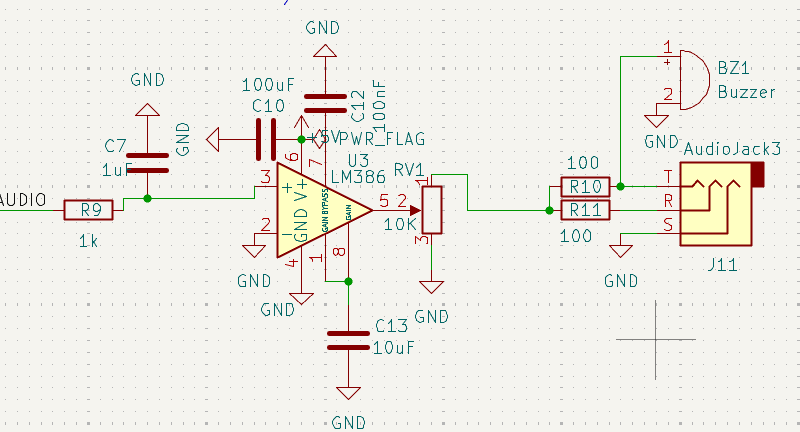 GND
GND
100uF
C10
C12
100nF
GND
C7
1uF
+5V
PWR_FLAG
6
7
U3
LM386
AUDIO
R9
1k
3
+
2
-
GND
V+
BYPASS
GAIN
GAIN
5
4
1
8
GND
GND
RV1
1
2
10K
3
GND
C13
10uF
GND
100
R10
R11
100
1
+
2
BZ1
Buzzer
GND
AudioJack3
T
R
S
J11
GND